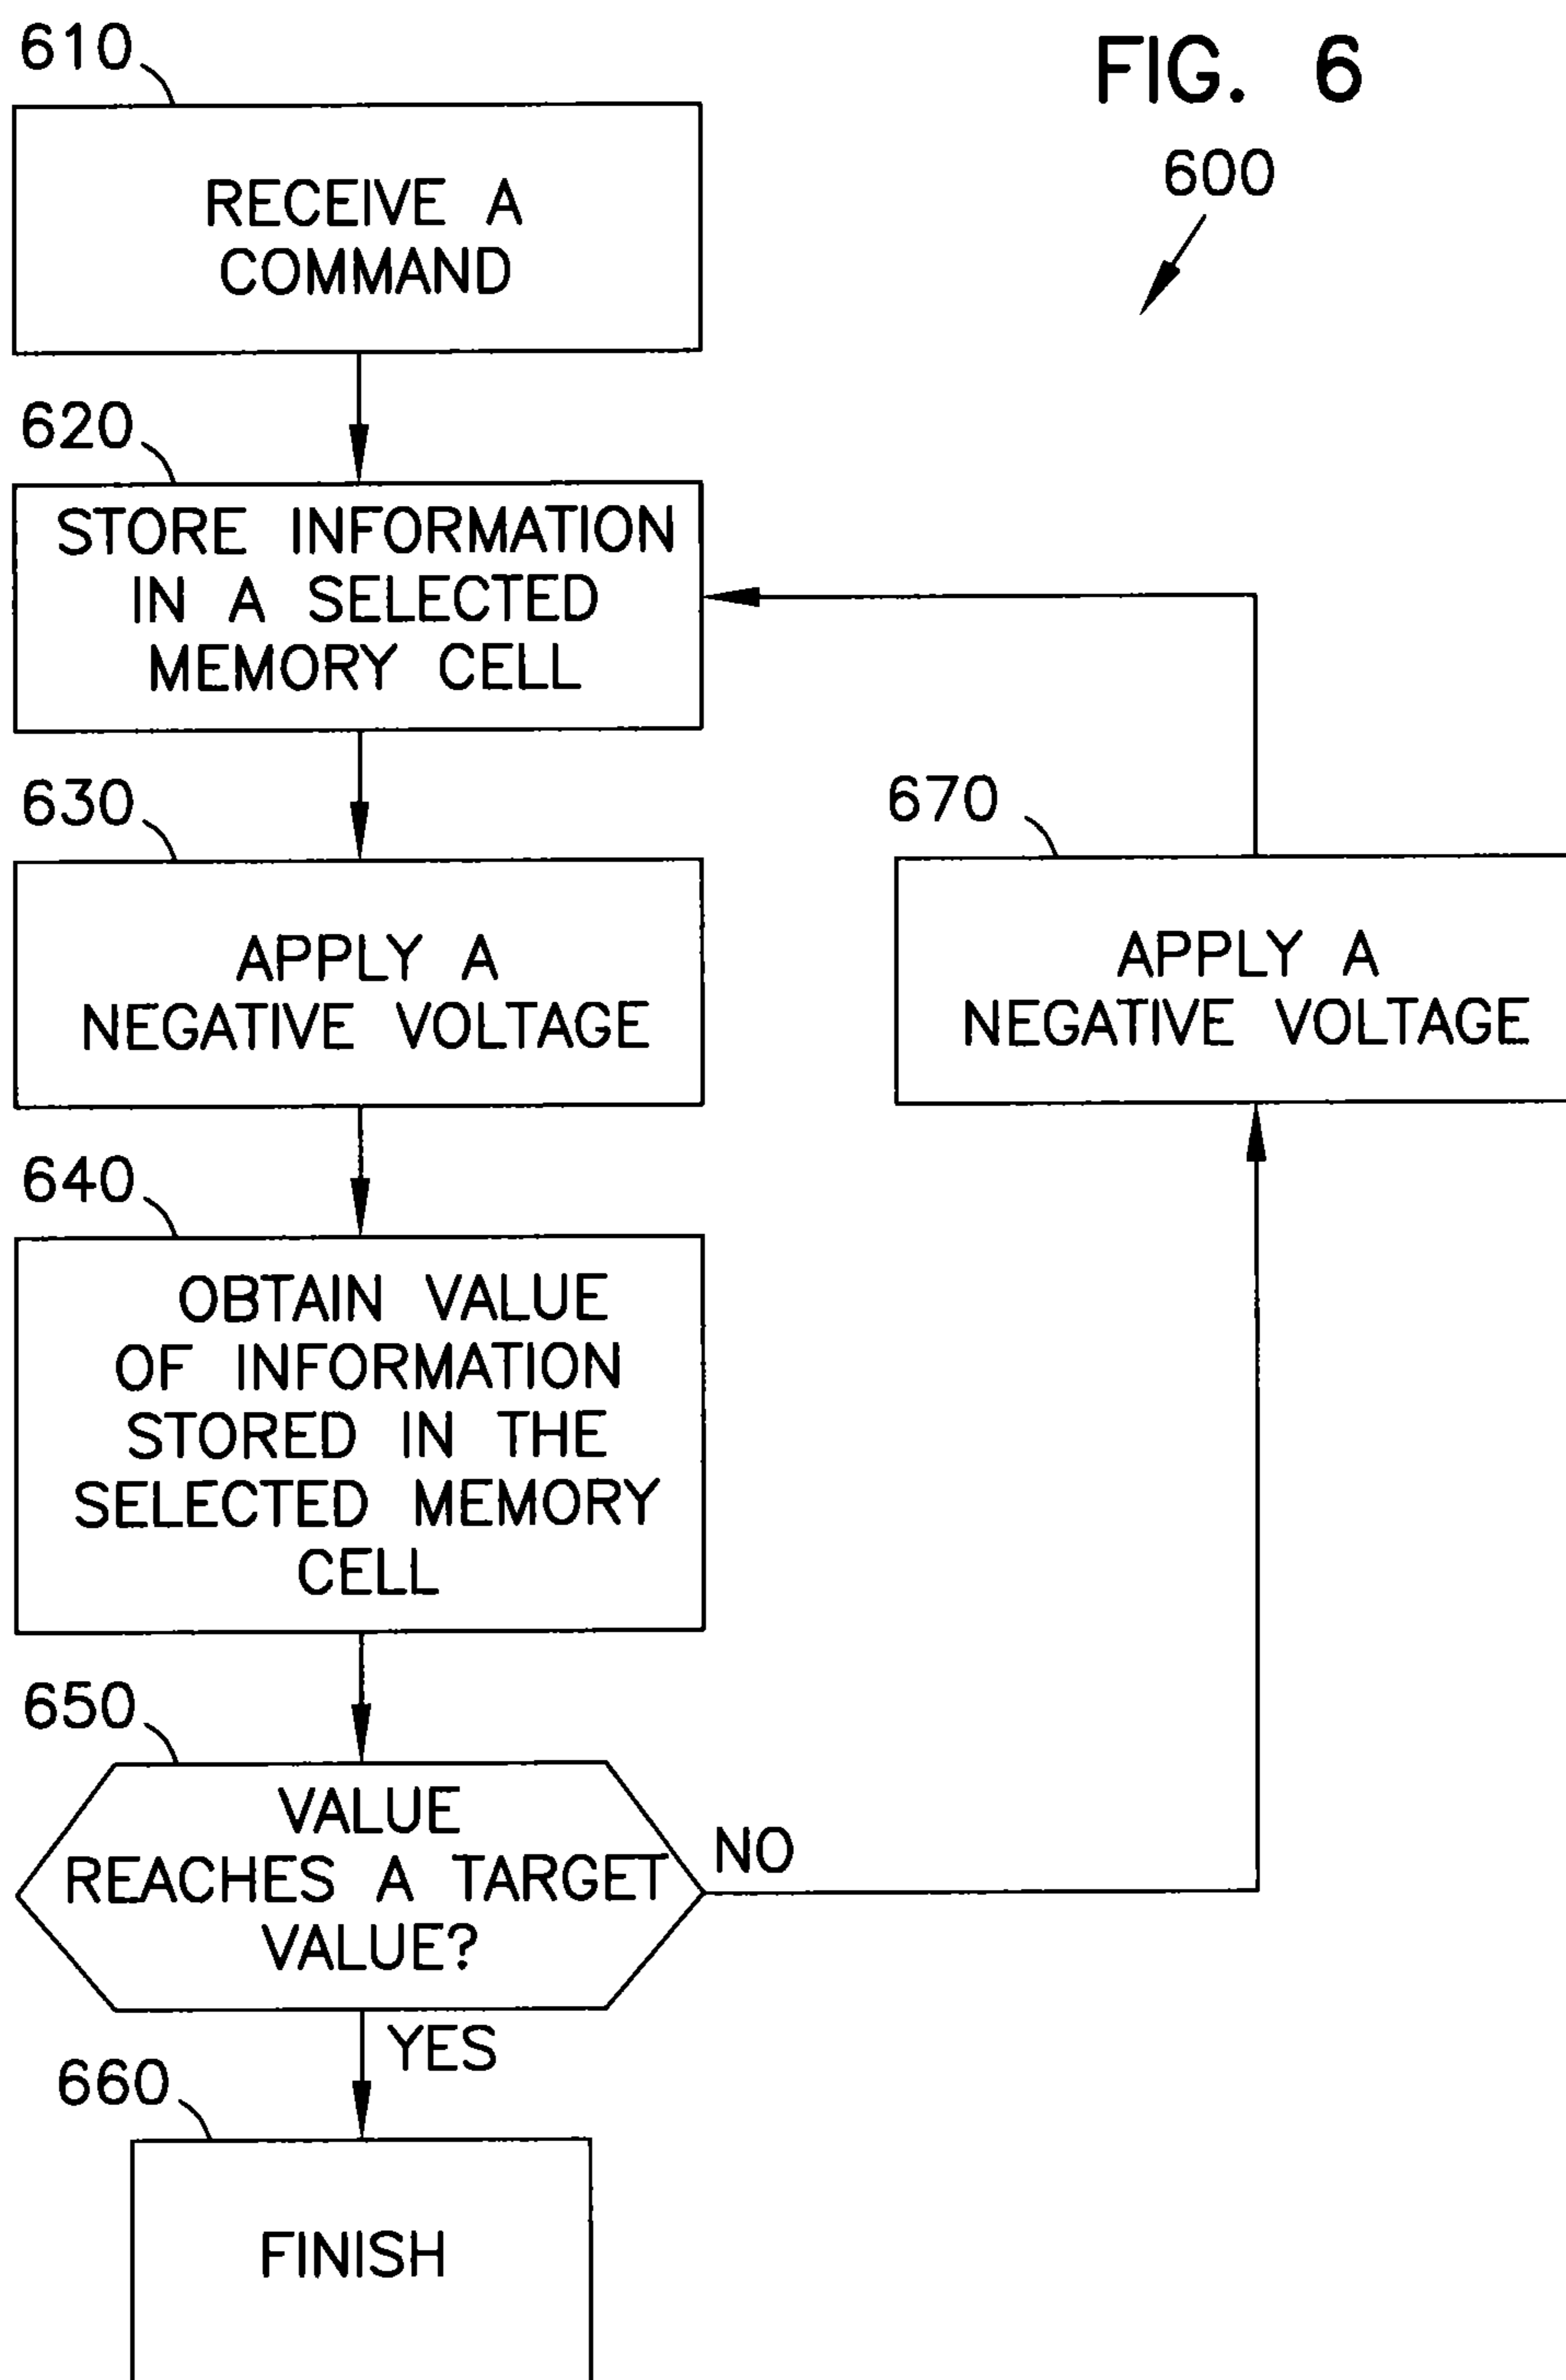 FIG. 6
600
610
RECEIVE A
COMMAND
620
STORE INFORMATION
IN A SELECTED
MEMORY CELL
630
APPLY A
NEGATIVE VOLTAGE
670
APPLY A
NEGATIVE VOLTAGE
640
OBTAIN VALUE
OF INFORMATION
STORED IN THE
SELECTED MEMORY
CELL
650
VALUE
REACHES A TARGET
VALUE?
NO
YES
660
FINISH